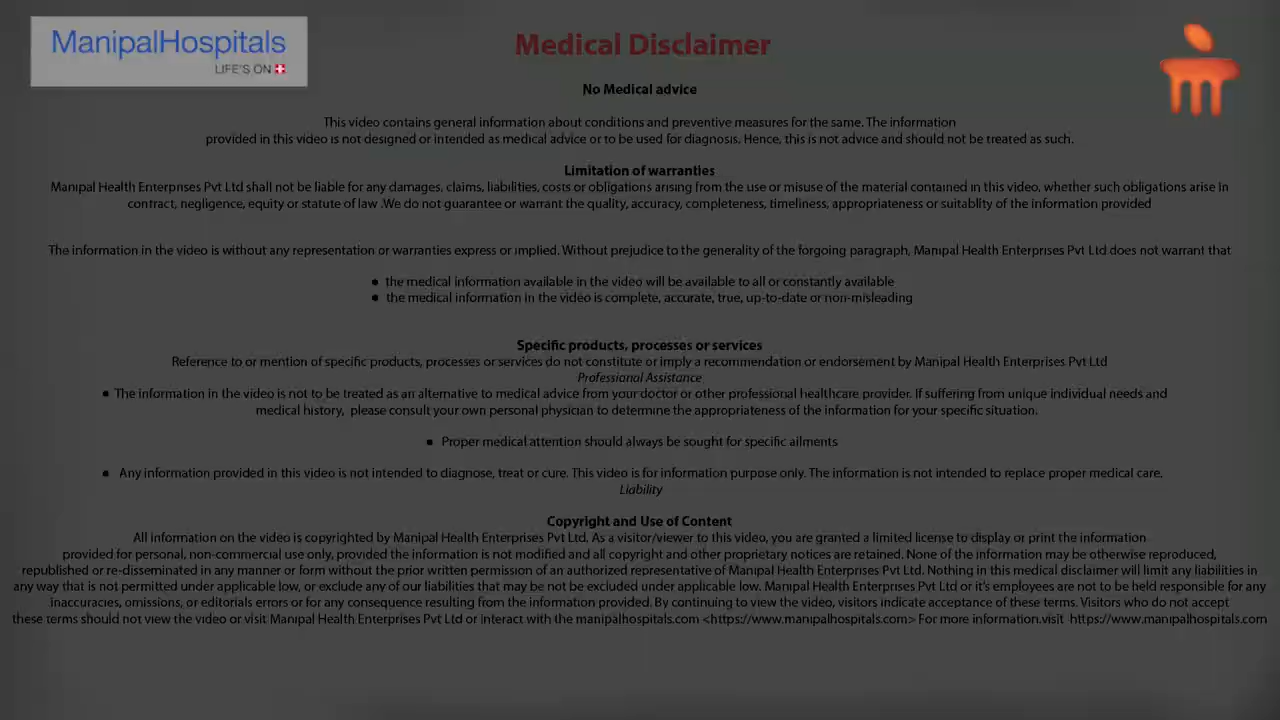 ManipalHospitals
LIFE'S ON
Medical Disclaimer
No Medical advice
This video contains general information about conditions and preventive measures for the same. The information
provided in this video is not designed or intended as medical advice or to be used for diagnosis. Hence, this is not advice and should not be treated as such.
Limitation of warranties
Manipal Health Enterprises Pvt Ltd shall not be liable for any damages, claims, liabilities, costs or obligations arising from the use or misuse of the material contained in this video, whether such obligations arise in
contract, negligence, equity or statute of law .We do not guarantee or warrant the quality, accuracy, completeness, timeliness, appropriateness or suitablity of the information provided
The information in the video is without any representation or warranties express or implied. Without prejudice to the generality of the forgoing paragraph, Manipal Health Enterprises Pvt Ltd does not warrant that
● the medical information available in the video will be available to all or constantly available
● the medical information in the video is complete, accurate, true, up-to-date or non-misleading
Specific products, processes or services
Reference to or mention of specific products, processes or services do not constitute or imply a recommendation or endorsement by Manipal Health Enterprises Pvt Ltd
Professional Assistance
● The information in the video is not to be treated as an alternative to medical advice from your doctor or other professional healthcare provider. If suffering from unique individual needs and
medical history, please consult your own personal physician to determine the appropriateness of the information for your specific situation.
● Proper medical attention should always be sought for specific ailments
● Any information provided in this video is not intended to diagnose, treat or cure. This video is for information purpose only. The information is not intended to replace proper medical care.
Liability
Copyright and Use of Content
All information on the video is copyrighted by Manipal Health Enterprises Pvt Ltd. As a visitor/viewer to this video, you are granted a limited license to display or print the information
provided for personal, non-commercial use only, provided the information is not modified and all copyright and other proprietary notices are retained. None of the information may be otherwise reproduced,
republished or re-disseminated in any manner or form without the prior written permission of an authorized representative of Manipal Health Enterprises Pvt Ltd. Nothing in this medical disclaimer will limit any liabilities in
any way that is not permitted under applicable low, or exclude any of our liabilities that may be not be excluded under applicable low. Manipal Health Enterprises Pvt Ltd or it's employees are not to be held responsible for any
inaccuracies, omissions, or editorials errors or for any consequence resulting from the information provided. By continuing to view the video, visitors indicate acceptance of these terms. Visitors who do not accept
these terms should not view the video or visit Manipal Health Enterprises Pvt Ltd or interact with the manipalhospitals.com <https://www.manipalhospitals.com> For more information.visit https://www.manipalhospitals.com